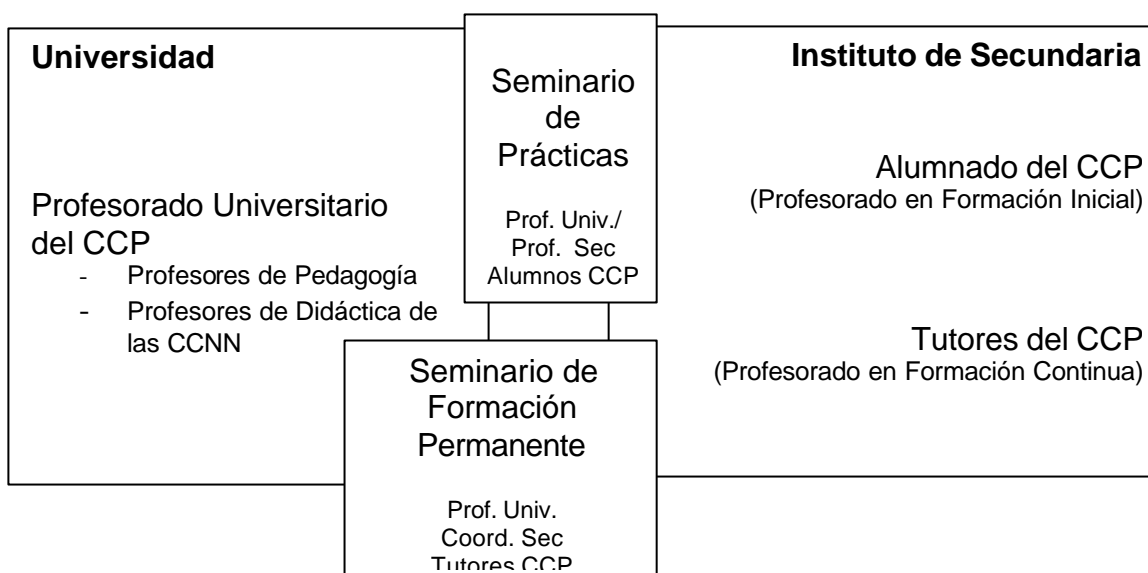 Universidad
Profesorado Universitario
del CCP
- Profesores de Pedagogía
- Profesores de Didáctica de
las CCNN
Seminario
de
Prácticas
Prof. Univ./
Prof. Sec
Alumnos CCP
Seminario de
Formación
Permanente
Prof. Univ.
Coord. Sec
Tutores CCP
Instituto de Secundaria
Alumnado del CCP
(Profesorado en Formación Inicial)
Tutores del CCP
(Profesorado en Formación Continua)